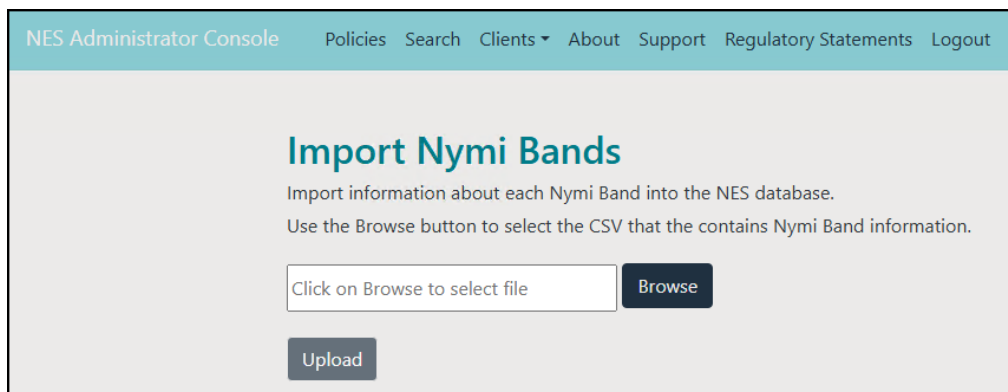 NES Administrator Console Policies Search Clients About Support Regulatory Statements Logout
Import Nymi Bands
Import information about each Nymi Band into the NES database.
Use the Browse button to select the CSV that the contains Nymi Band information.
Click on Browse to select file Browse
Upload